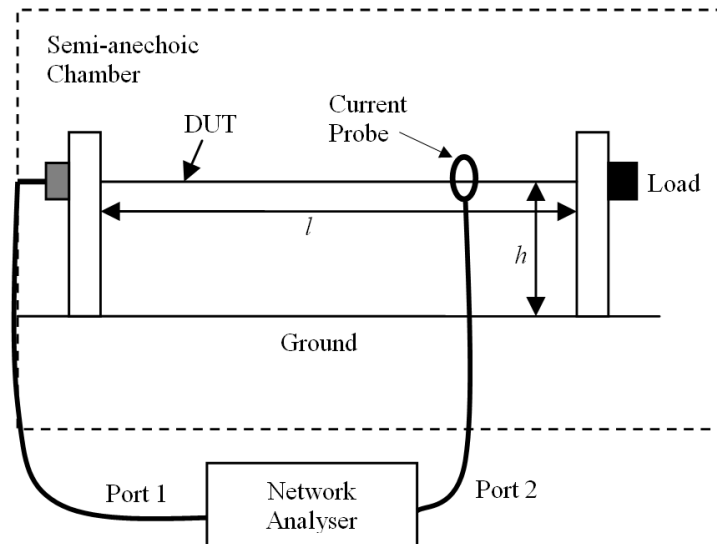 Semi-anechoic
Chamber
DUT
Current
Probe
Load
l
h
Ground
Port 1
Network
Analyser
Port 2